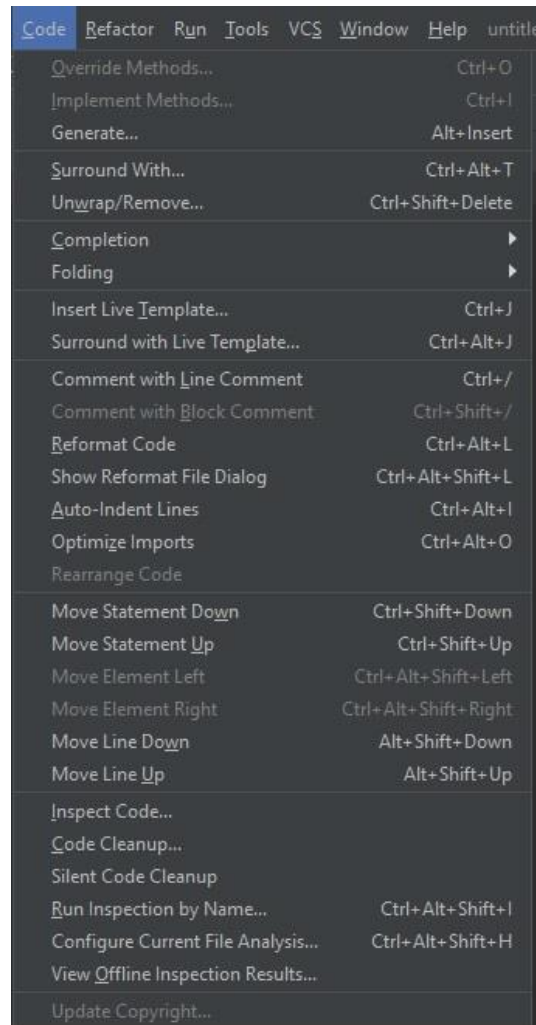 Code Refactor Run Tools VCS Window Help untitle
Override Methods... Ctrl+O
Implement Methods... Ctrl+I
Generate... Alt+Insert
Surround With... Ctrl+Alt+T
Unwrap/Remove... Ctrl+Shift+Delete
Completion
Folding
Insert Live Template... Ctrl+J
Surround with Live Template... Ctrl+Alt+J
Comment with Line Comment Ctrl+/
Comment with Block Comment Ctrl+Shift+/
Reformat Code Ctrl+Alt+L
Show Reformat File Dialog Ctrl+Alt+Shift+L
Auto-Indent Lines Ctrl+Alt+I
Optimize Imports Ctrl+Alt+O
Rearrange Code
Move Statement Down Ctrl+Shift+Down
Move Statement Up Ctrl+Shift+Up
Move Element Left Ctrl+Alt+Shift+Left
Move Element Right Ctrl+Alt+Shift+Right
Move Line Down Alt+Shift+Down
Move Line Up Alt+Shift+Up
Inspect Code...
Code Cleanup...
Silent Code Cleanup
Run Inspection by Name... Ctrl+Alt+Shift+I
Configure Current File Analysis... Ctrl+Alt+Shift+H
View Offline Inspection Results...
Update Copyright...